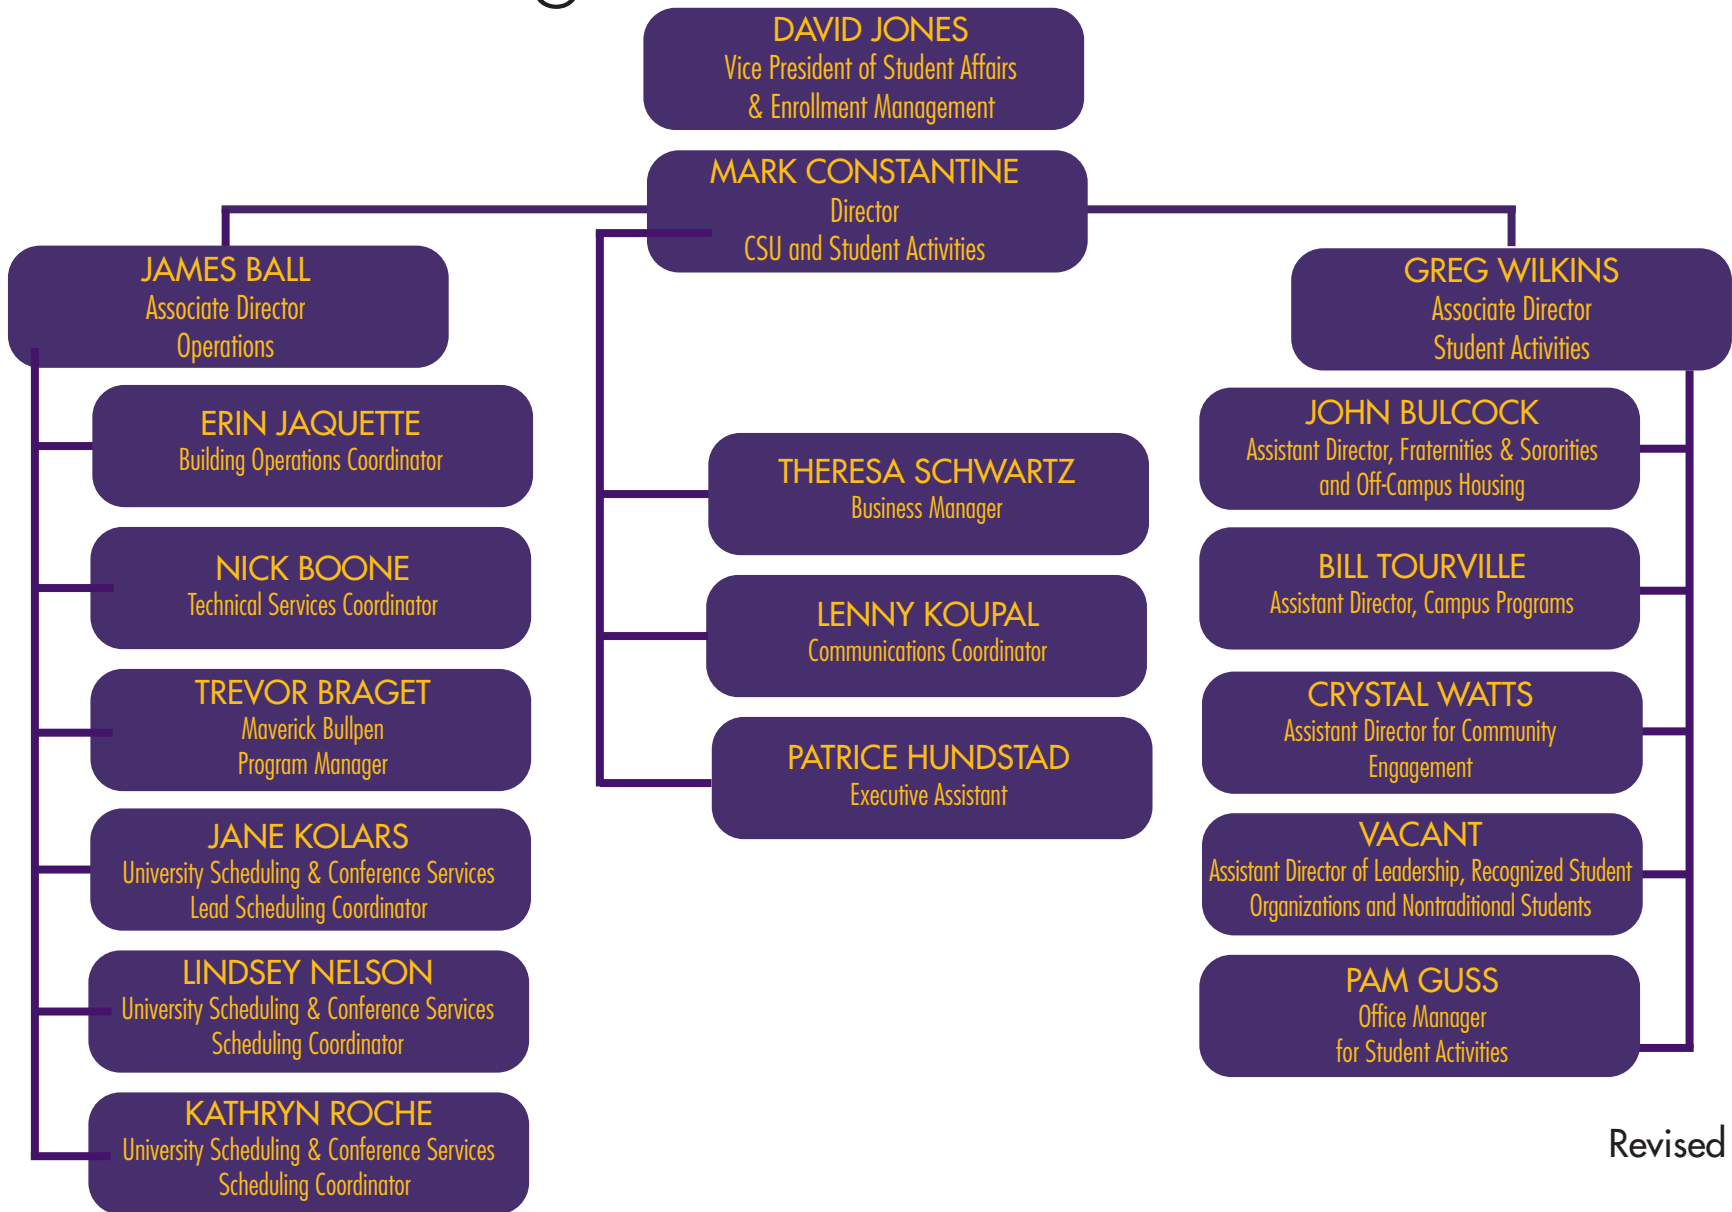 DAVID JONES
Vice President of Student Affairs
& Enrollment Management
MARK CONSTANTINE
Director
CSU and Student Activities
JAMES BALL
Associate Director
Operations
ERIN JAQUETTE
Building Operations Coordinator
NICK BOONE
Technical Services Coordinator
TREVOR BRAGET
Maverick Bullpen
Program Manager
JANE KOLARS
University Scheduling & Conference Services
Lead Scheduling Coordinator
LINDSEY NELSON
University Scheduling & Conference Services
Scheduling Coordinator
KATHRYN ROCHE
University Scheduling & Conference Services
Scheduling Coordinator
THERESA SCHWARTZ
Business Manager
LENNY KOUPAL
Communications Coordinator
PATRICE HUNDSTAD
Executive Assistant
GREG WILKINS
Associate Director
Student Activities
JOHN BULCOCK
Assistant Director, Fraternities & Sororities
and Off-Campus Housing
BILL TOURVILLE
Assistant Director, Campus Programs
CRYSTAL WATTS
Assistant Director for Community
Engagement
VACANT
Assistant Director of Leadership, Recognized Student
Organizations and Nontraditional Students
PAM GUSS
Office Manager
for Student Activities
Revised